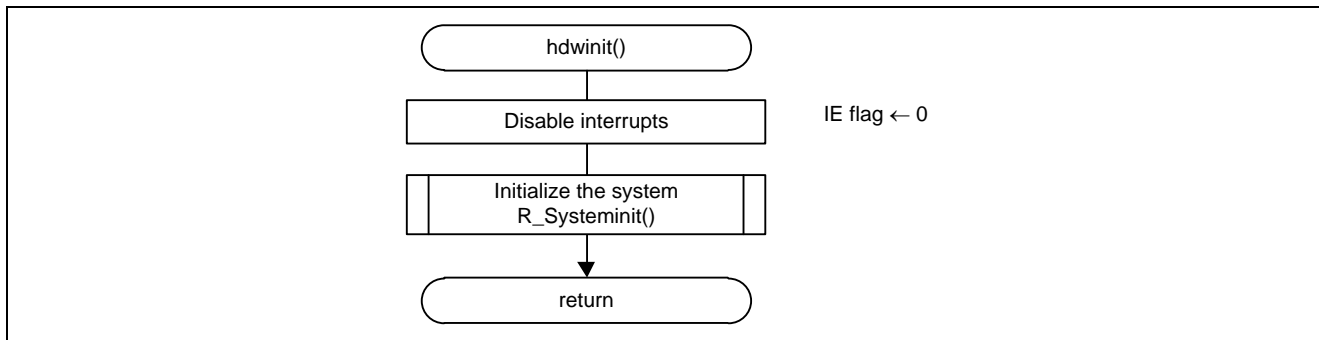 hdwinit()
Disable interrupts
IE flag ← 0
Initialize the system
R_Systeminit()
return